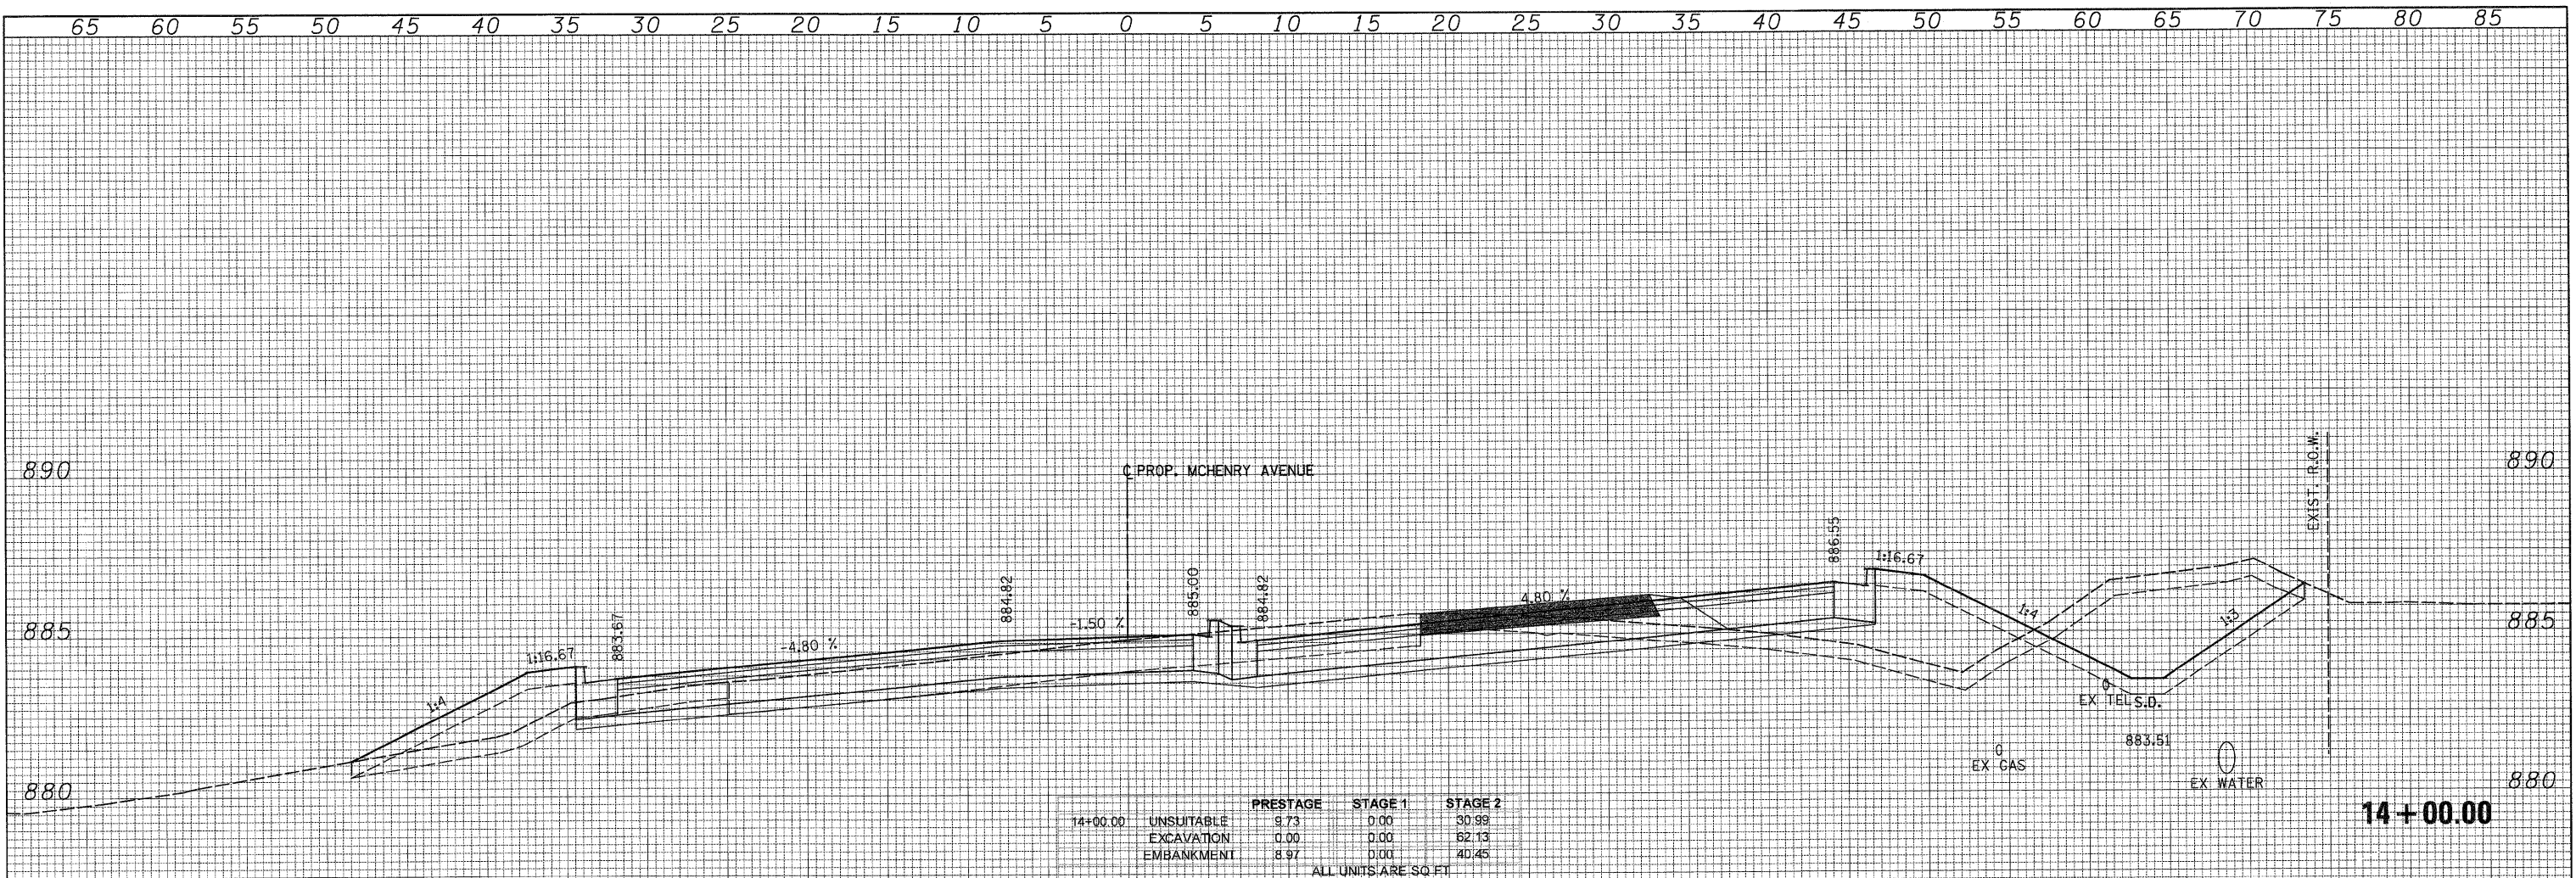 65 60 55 50 45 40 35 30 25 20 15 10 5 0 5 10 15 20 25 30 35 40 45 50 55 60 65 70 75 80 85
890
℄ PROP. MCHENRY AVENUE
EXIST. R.O.W.
890
886.55
1:16.67
884.82
885.00
884.82
4.80 %
885
883.67
1:16.67
-4.80 %
-1.50 %
1:4
1:3
885
1:4
EX TEL
S.D.
883.51
EX GAS
EX WATER
880
880
PRESTAGE STAGE 1 STAGE 2
14+00.00 UNSUITABLE 9.73 0.00 30.99
EXCAVATION 0.00 0.00 62.13
EMBANKMENT 8.97 0.00 40.45
ALL UNITS ARE SQ FT
14+00.00